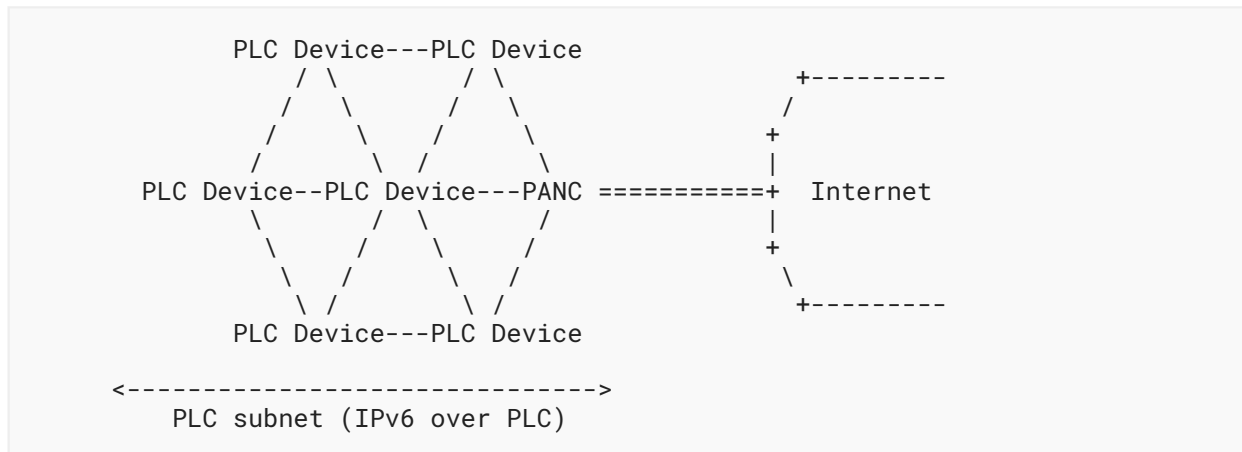 PLC Device---PLC Device
/ \ / \ +---------
/ \ / \ /
/ \ / \ +
/ \ / \ |
PLC Device--PLC Device---PANC ===========+ Internet
\ / \ / |
\ / \ / +
\ / \ / \
\ / \ / +---------
PLC Device---PLC Device
<------------------------------->
PLC subnet (IPv6 over PLC)